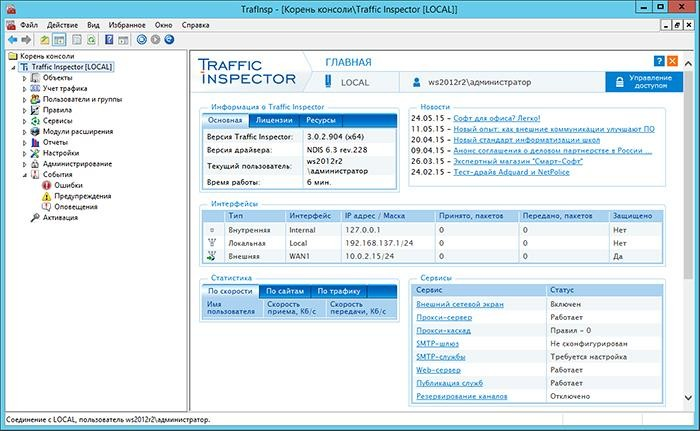 TrafInsp - [Корень консоли\Traffic Inspector [LOCAL]]
Файл Действие Вид Избранное Окно Справка
Корень консоли
Traffic Inspector [LOCAL]
Объекты
Учет трафика
Пользователи и группы
Правила
Сервисы
Модули расширения
Отчеты
Настройки
Администрирование
События
Ошибки
Предупреждения
Оповещения
Активация
TRAFFIC INSPECTOR
ГЛАВНАЯ
LOCAL
ws2012r2\администратор
Управление доступом
Информация о Traffic Inspector
Основная Лицензии Ресурсы
Версия Traffic Inspector: 3.0.2.904 (x64)
Версия драйвера: NDIS 6.3 rev.228
Текущий пользователь: ws2012r2\администратор
Время работы: 6 мин.
Новости
24.05.15 - Софт для офиса? Легко!
11.05.15 - Новый опыт: как внешние коммуникации улучшают ПО
20.04.15 - Новый стандарт информатизации школ
09.04.15 - Анонс соглашения о деловом партнерстве в России ...
26.03.15 - Экспертный магазин "Смарт-Софт"
24.02.15 - Тест-драйв Adguard и NetPolice
Интерфейсы
Тип Интерфейс IP адрес / Маска Принято, пакетов Передано, пакетов Защищено
Внутренняя Internal 127.0.0.1 0 0 Нет
Локальная Local 192.168.137.1/24 0 0 Нет
Внешняя WAN1 10.0.2.15/24 0 0 Да
Статистика
По скорости По сайтам По трафику
Имя пользователя Скорость приема, Кб/с Скорость передачи, Кб/с
Сервисы
Сервис Статус
Внешний сетевой экран Включен
Прокси-сервер Работает
Прокси-каскад Правил - 0
SMTP-шлюз Не сконфигурирован
SMTP-службы Требуется настройка
Web-сервер Работает
Публикация служб Работает
Резервирование каналов Отключено
Соединение с LOCAL, пользователь ws2012r2\администратор.